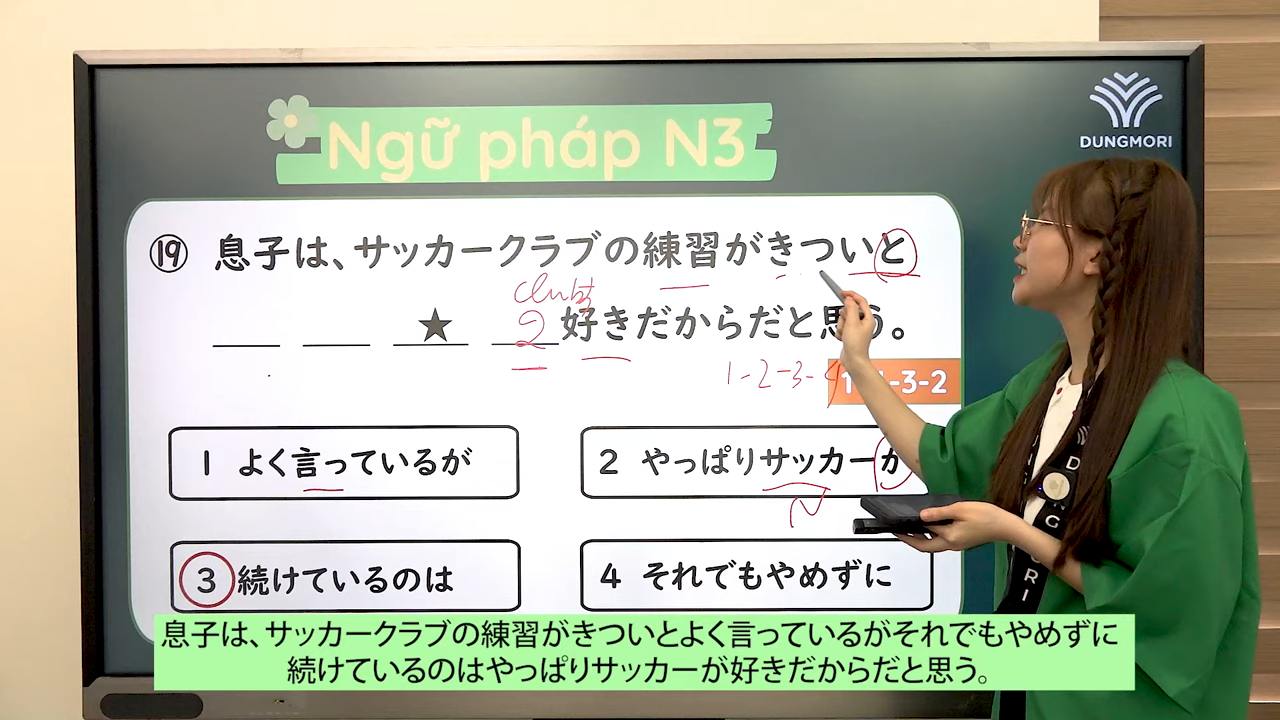 DUNGMORI
Ngữ pháp N3
⑲ 息子は、サッカークラブの練習がきついと
club
★ 2 好きだからだと思う。
1-2-3-4
-3-2
1 よく言っているが
2 やっぱりサッカーが
N
3 続けているのは
4 それでもやめずに
息子は、サッカークラブの練習がきついとよく言っているがそれでもやめずに
続けているのはやっぱりサッカーが好きだからだと思う。
D
G
RI